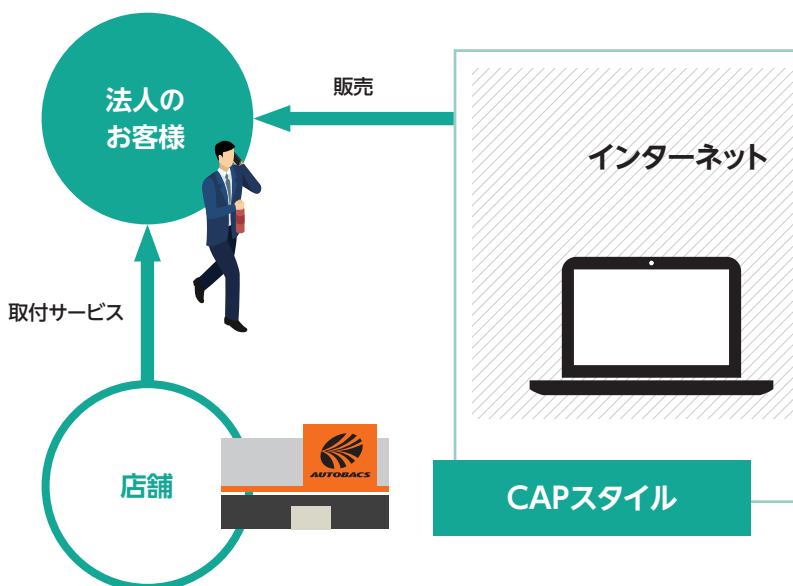 法人の
お客様
販売
インターネット
取付サービス
店舗
AUTOBACS
CAPスタイル